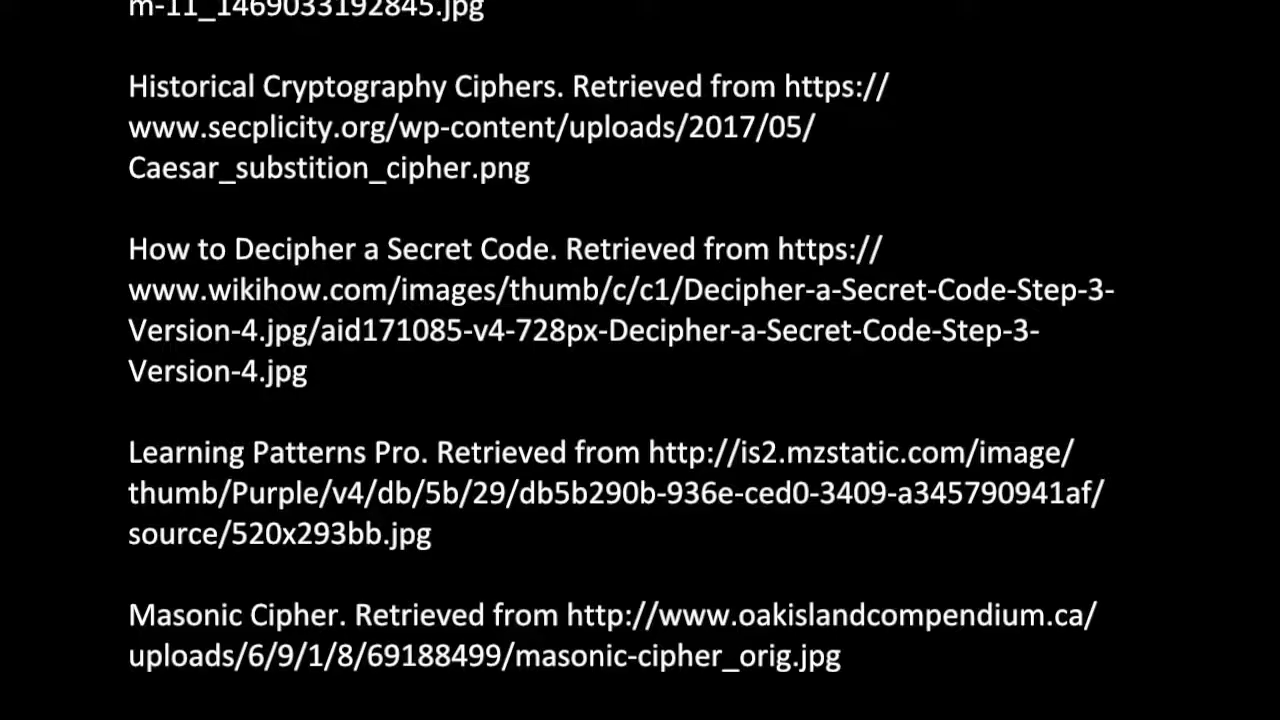 m-11_1469033192845.jpg
Historical Cryptography Ciphers. Retrieved from https://
www.secplicity.org/wp-content/uploads/2017/05/
Caesar_substition_cipher.png
How to Decipher a Secret Code. Retrieved from https://
www.wikihow.com/images/thumb/c/c1/Decipher-a-Secret-Code-Step-3-
Version-4.jpg/aid171085-v4-728px-Decipher-a-Secret-Code-Step-3-
Version-4.jpg
Learning Patterns Pro. Retrieved from http://is2.mzstatic.com/image/
thumb/Purple/v4/db/5b/29/db5b290b-936e-ced0-3409-a345790941af/
source/520x293bb.jpg
Masonic Cipher. Retrieved from http://www.oakislandcompendium.ca/
uploads/6/9/1/8/69188499/masonic-cipher_orig.jpg